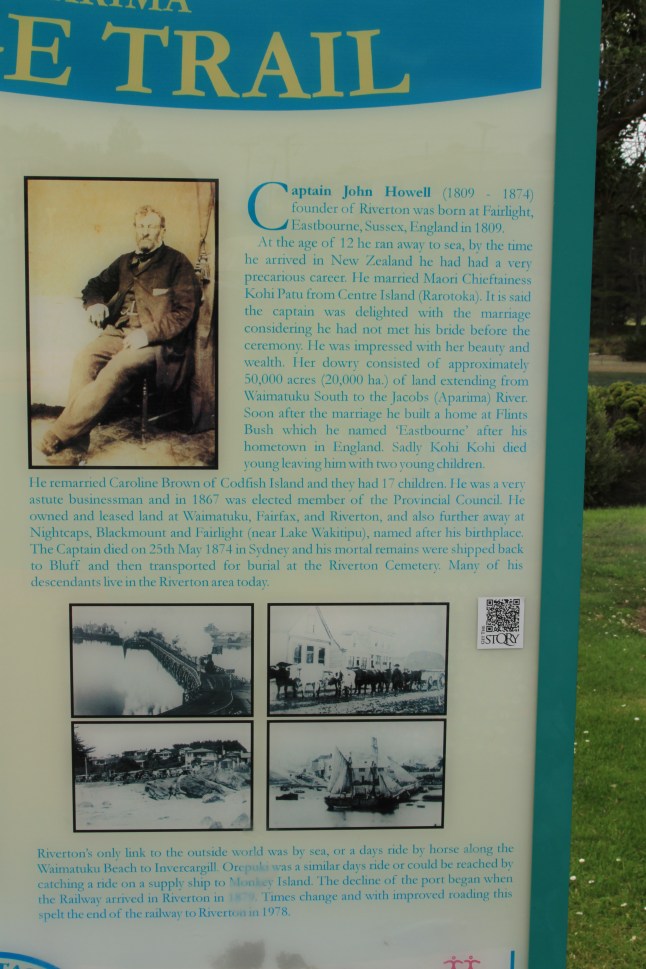 ARIMA
GE TRAIL
Captain John Howell (1809 - 1874)
founder of Riverton was born at Fairlight,
Eastbourne, Sussex, England in 1809.
At the age of 12 he ran away to sea, by the time
he arrived in New Zealand he had had a very
precarious career. He married Maori Chieftainess
Kohi Patu from Centre Island (Rarotoka). It is said
the captain was delighted with the marriage
considering he had not met his bride before the
ceremony. He was impressed with her beauty and
wealth. Her dowry consisted of approximately
50,000 acres (20,000 ha.) of land extending from
Waimatuku South to the Jacobs (Aparima) River.
Soon after the marriage he built a home at Flints
Bush which he named ‘Eastbourne’ after his
hometown in England. Sadly Kohi Kohi died
young leaving him with two young children.
He remarried Caroline Brown of Codfish Island and they had 17 children. He was a very
astute businessman and in 1867 was elected member of the Provincial Council. He
owned and leased land at Waimatuku, Fairfax, and Riverton, and also further away at
Nightcaps, Blackmount and Fairlight (near Lake Wakitipu), named after his birthplace.
The Captain died on 25th May 1874 in Sydney and his mortal remains were shipped back
to Bluff and then transported for burial at the Riverton Cemetery. Many of his
descendants live in the Riverton area today.
STORY
Riverton's only link to the outside world was by sea, or a days ride by horse along the
Waimatuku Beach to Invercargill. Orepuki was a similar days ride or could be reached by
catching a ride on a supply ship to Monkey Island. The decline of the port began when
the Railway arrived in Riverton in Times change and with improved roading this
spelt the end of the railway to Riverton in 1978.